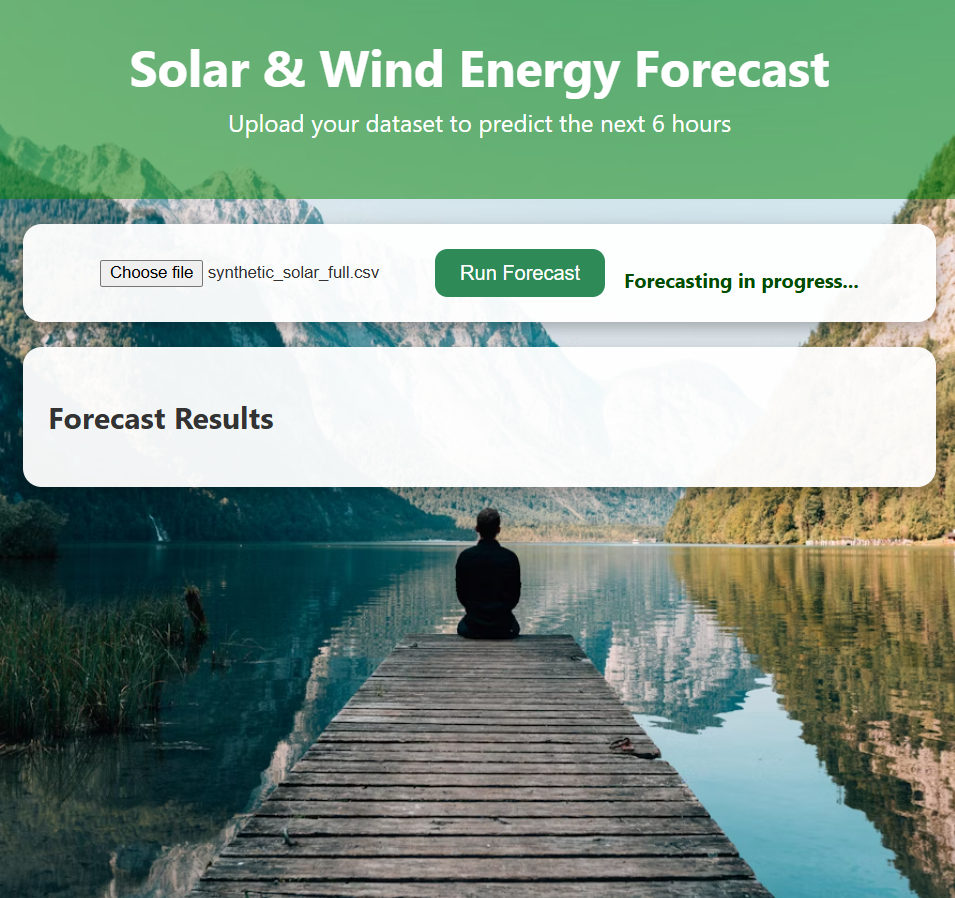 Solar & Wind Energy Forecast
Upload your dataset to predict the next 6 hours
Choose file synthetic_solar_full.csv
Run Forecast
Forecasting in progress...
Forecast Results